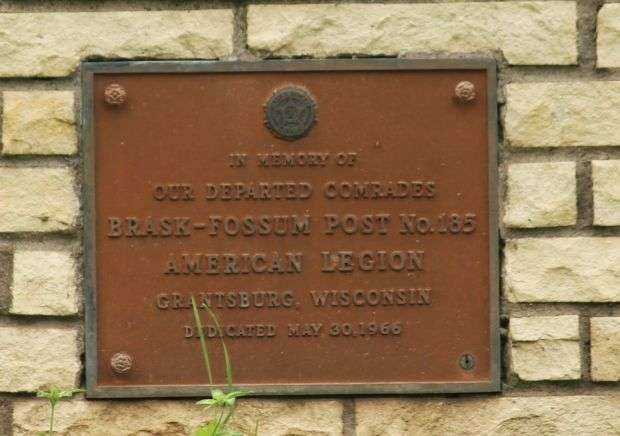 IN MEMORY OF
OUR DEPARTED COMRADES
BRASK-FOSSUM POST No. 185
AMERICAN LEGION
GRANTSBURG, WISCONSIN
DEDICATED MAY 30, 1966